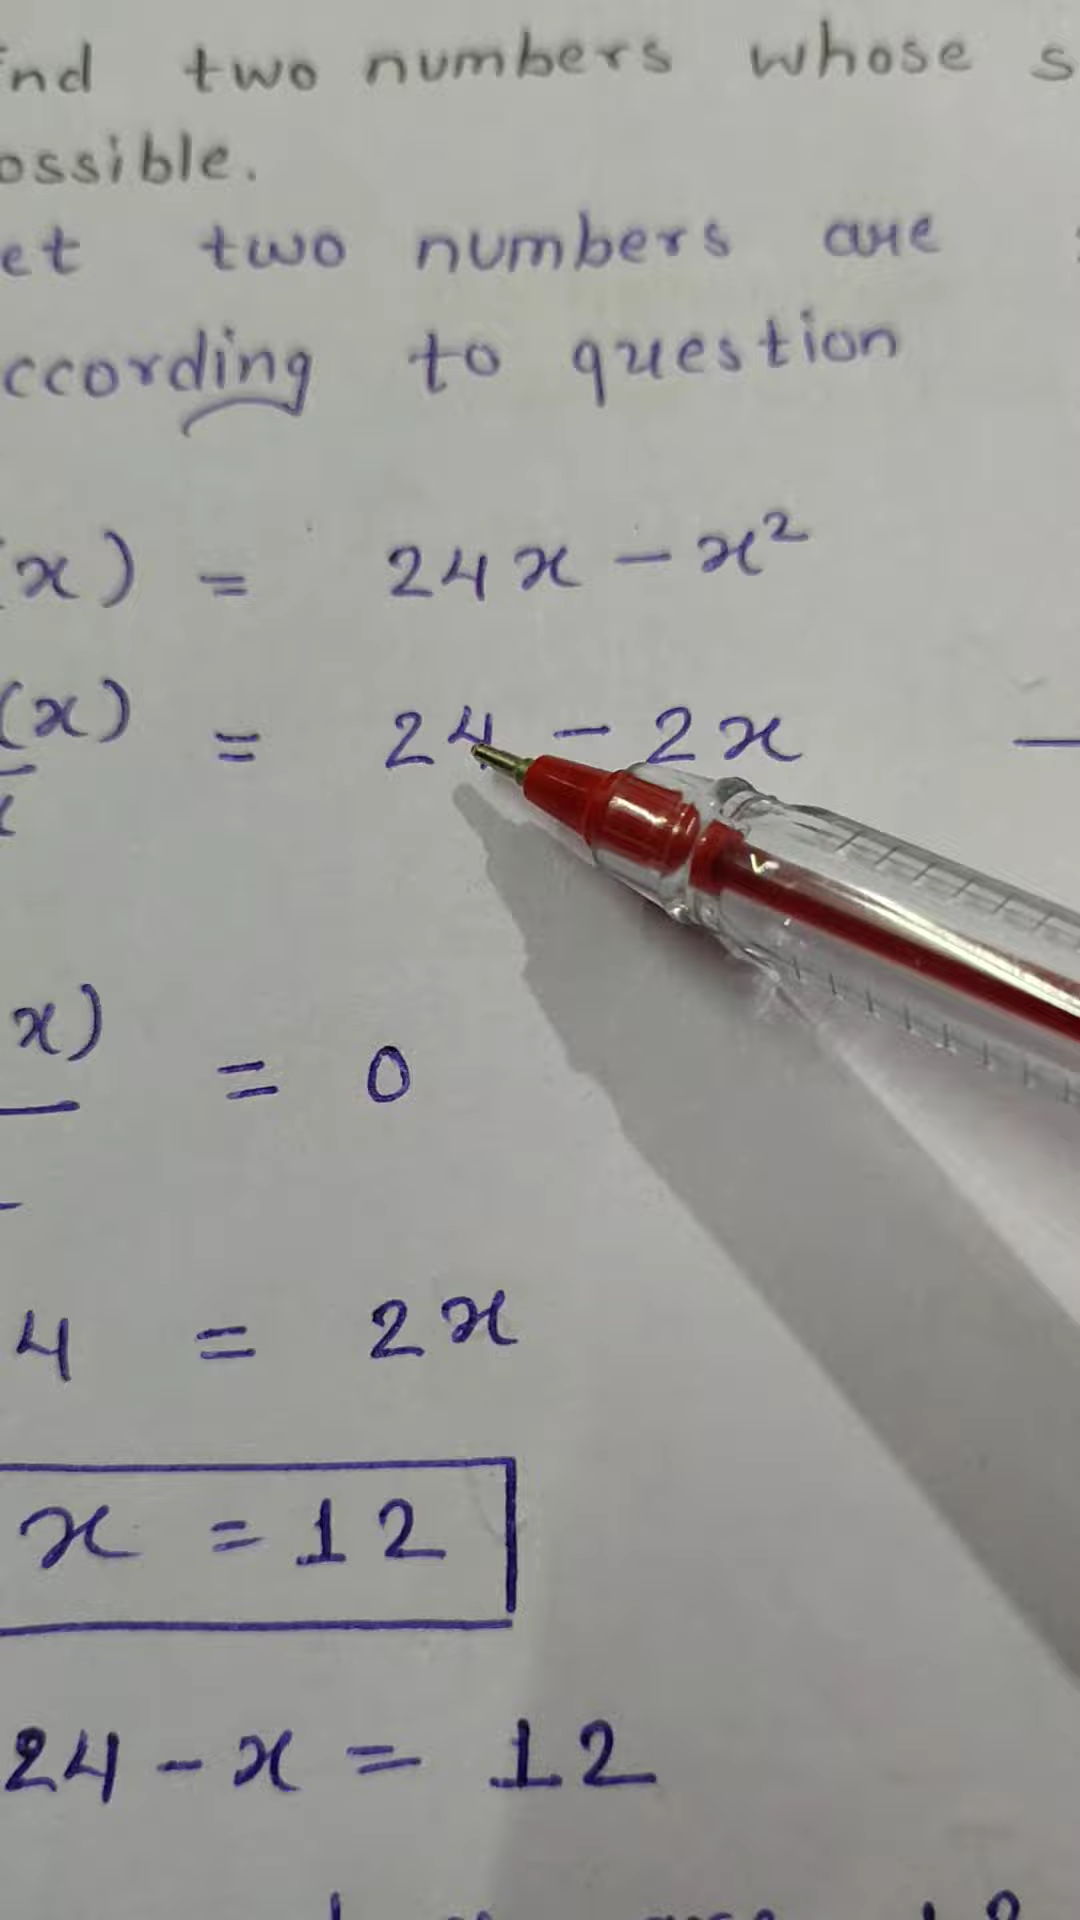 ind two numbers whose s
ossible.
et two numbers are
ccording to question
(x) = 24x - x²
(x) = 24 - 2x
x) = 0
4 = 2x
x = 12
24 - x = 12